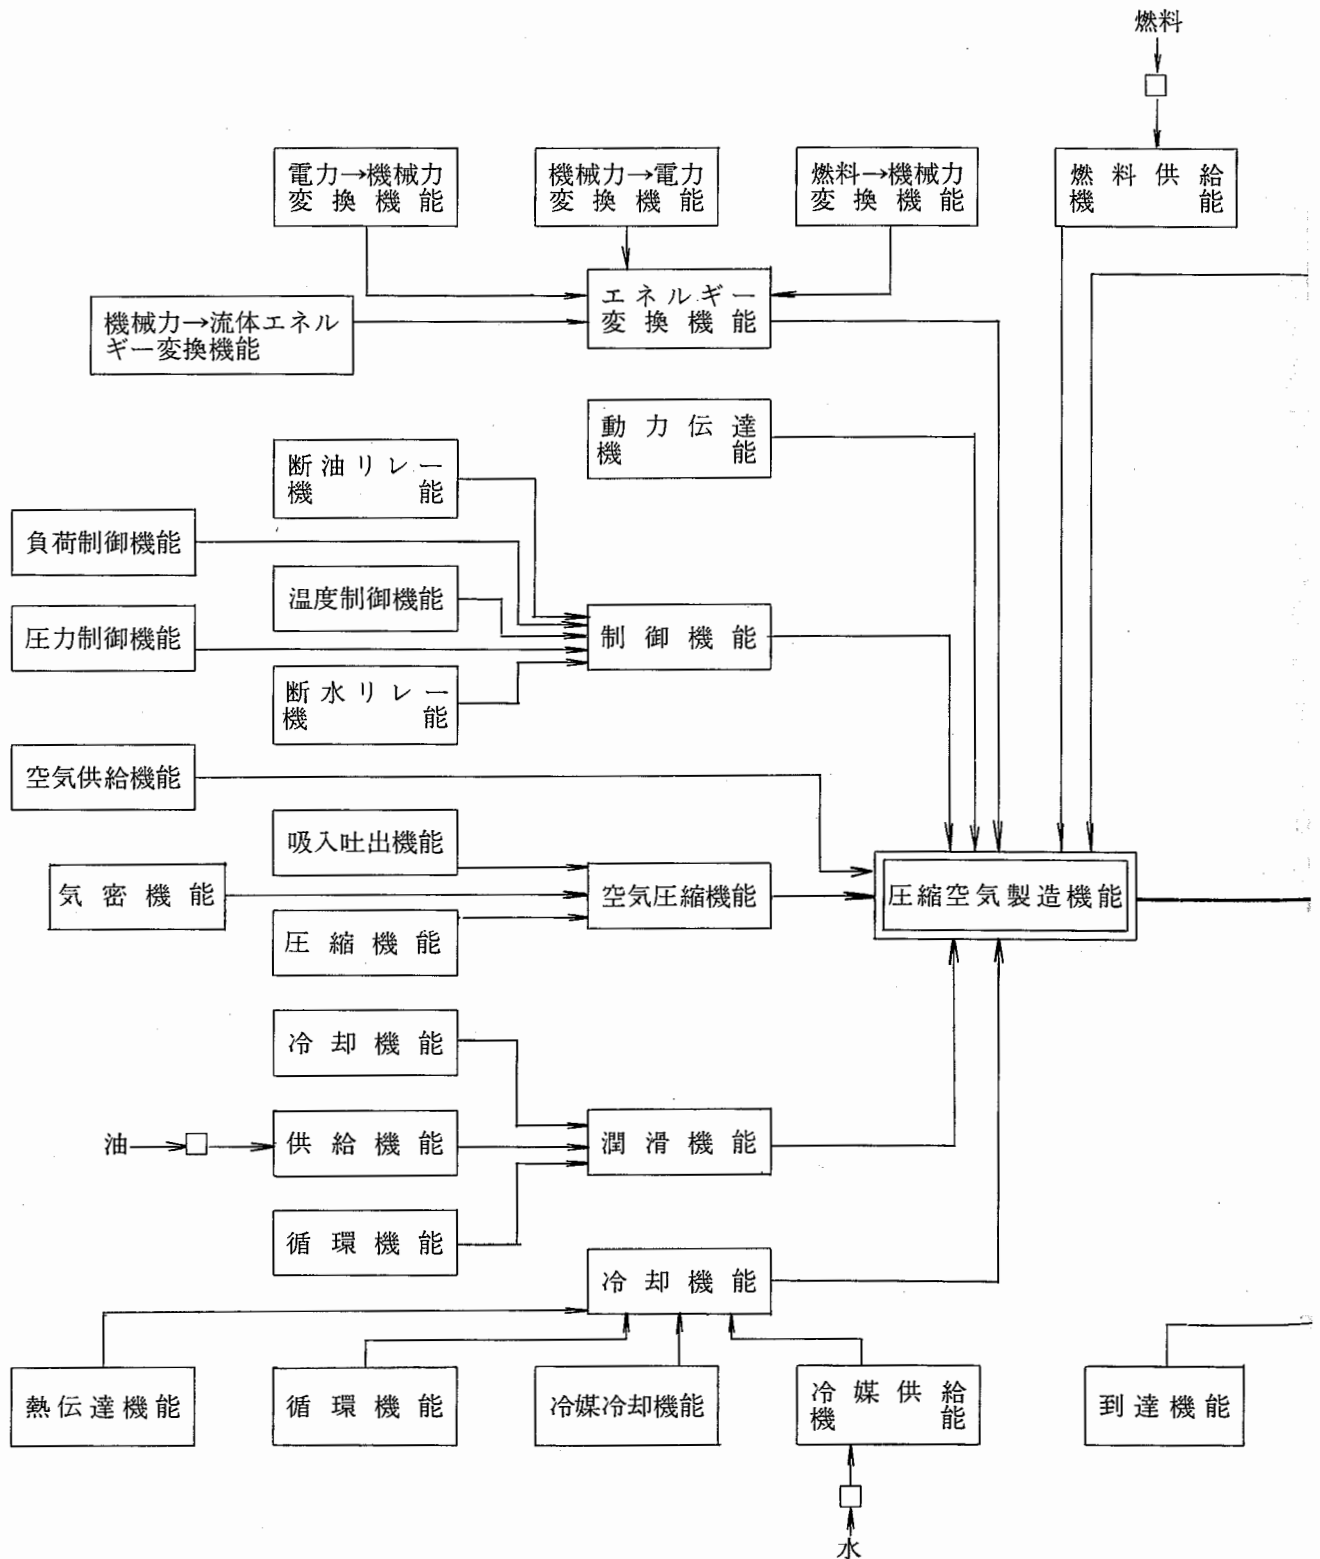 燃料
電力→機械力
変換機能
機械力→電力
変換機能
燃料→機械力
変換機能
燃料供給
機能
機械力→流体エネル
ギー変換機能
エネルギー
変換機能
動力伝達
機能
断油リレー
機能
負荷制御機能
温度制御機能
圧力制御機能
制御機能
断水リレー
機能
空気供給機能
吸入吐出機能
気密機能
空気圧縮機能
圧縮空気製造機能
圧縮機能
冷却機能
油
供給機能
潤滑機能
循環機能
冷却機能
熱伝達機能
循環機能
冷媒冷却機能
冷媒供給
機能
到達機能
水